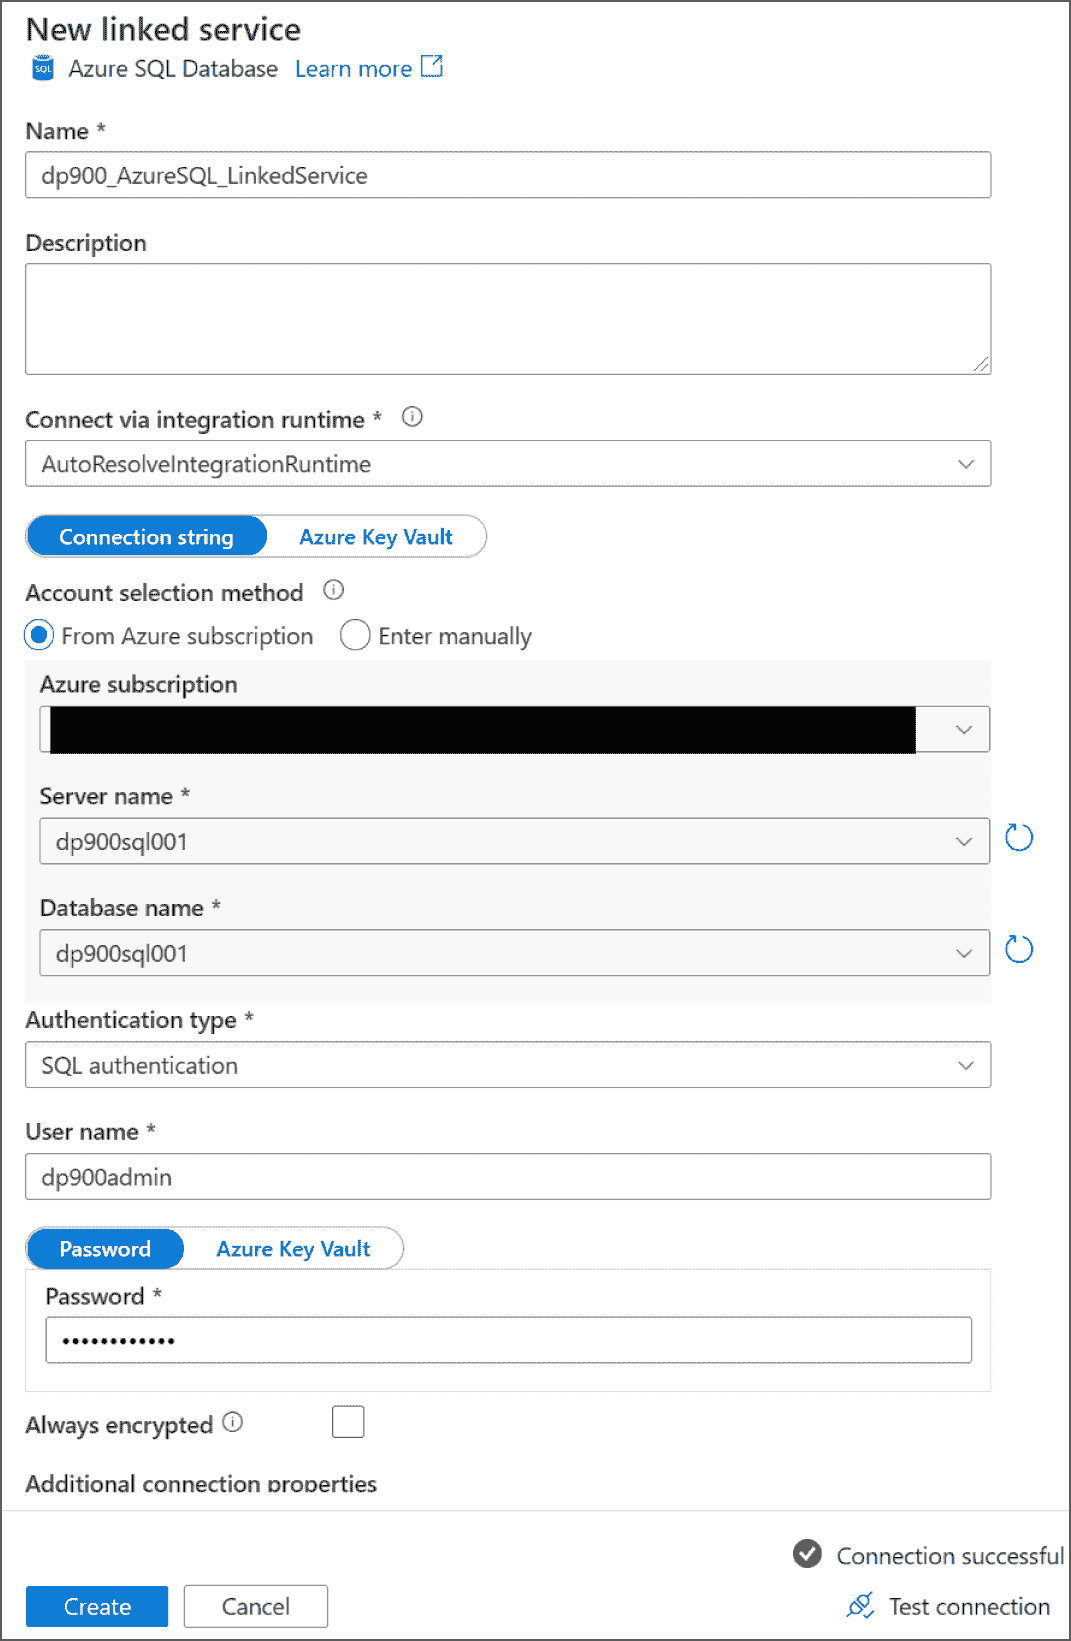 New linked service
SQL Azure SQL Database Learn more
Name *
dp900_AzureSQL_LinkedService
Description
Connect via integration runtime *
AutoResolveIntegrationRuntime
Connection string Azure Key Vault
Account selection method
From Azure subscription Enter manually
Azure subscription
Server name *
dp900sql001
Database name *
dp900sql001
Authentication type *
SQL authentication
User name *
dp900admin
Password Azure Key Vault
Password *
••••••••••••
Always encrypted
Additional connection properties
Connection successful
Create Cancel Test connection